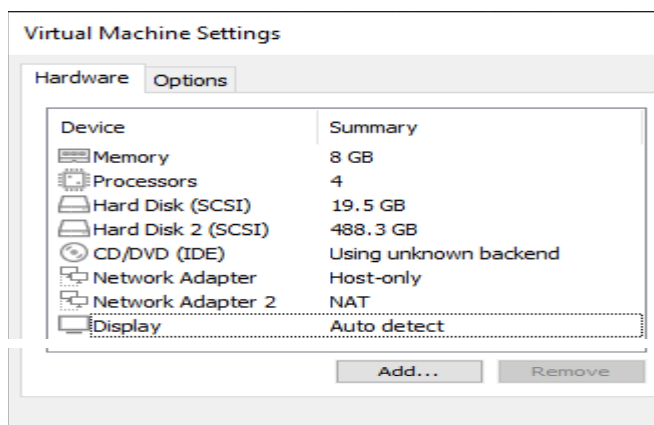 Virtual Machine Settings
Hardware Options
Device Summary
Memory 8 GB
Processors 4
Hard Disk (SCSI) 19.5 GB
Hard Disk 2 (SCSI) 488.3 GB
CD/DVD (IDE) Using unknown backend
Network Adapter Host-only
Network Adapter 2 NAT
Display Auto detect
Add... Remove